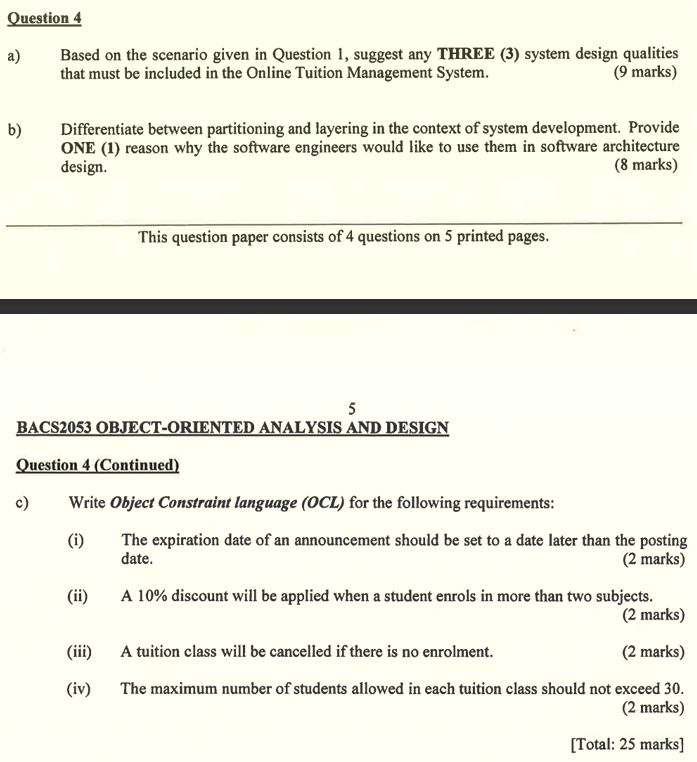 Question 4
a) Based on the scenario given in Question 1, suggest any THREE (3) system design qualities
that must be included in the Online Tuition Management System. (9 marks)
b) Differentiate between partitioning and layering in the context of system development. Provide
ONE (1) reason why the software engineers would like to use them in software architecture
design. (8 marks)
This question paper consists of 4 questions on 5 printed pages.
5
BACS2053 OBJECT-ORIENTED ANALYSIS AND DESIGN
Question 4 (Continued)
c) Write Object Constraint language (OCL) for the following requirements:
(i) The expiration date of an announcement should be set to a date later than the posting
date. (2 marks)
(ii) A 10% discount will be applied when a student enrols in more than two subjects.
(2 marks)
(iii) A tuition class will be cancelled if there is no enrolment. (2 marks)
(iv) The maximum number of students allowed in each tuition class should not exceed 30.
(2 marks)
[Total: 25 marks]